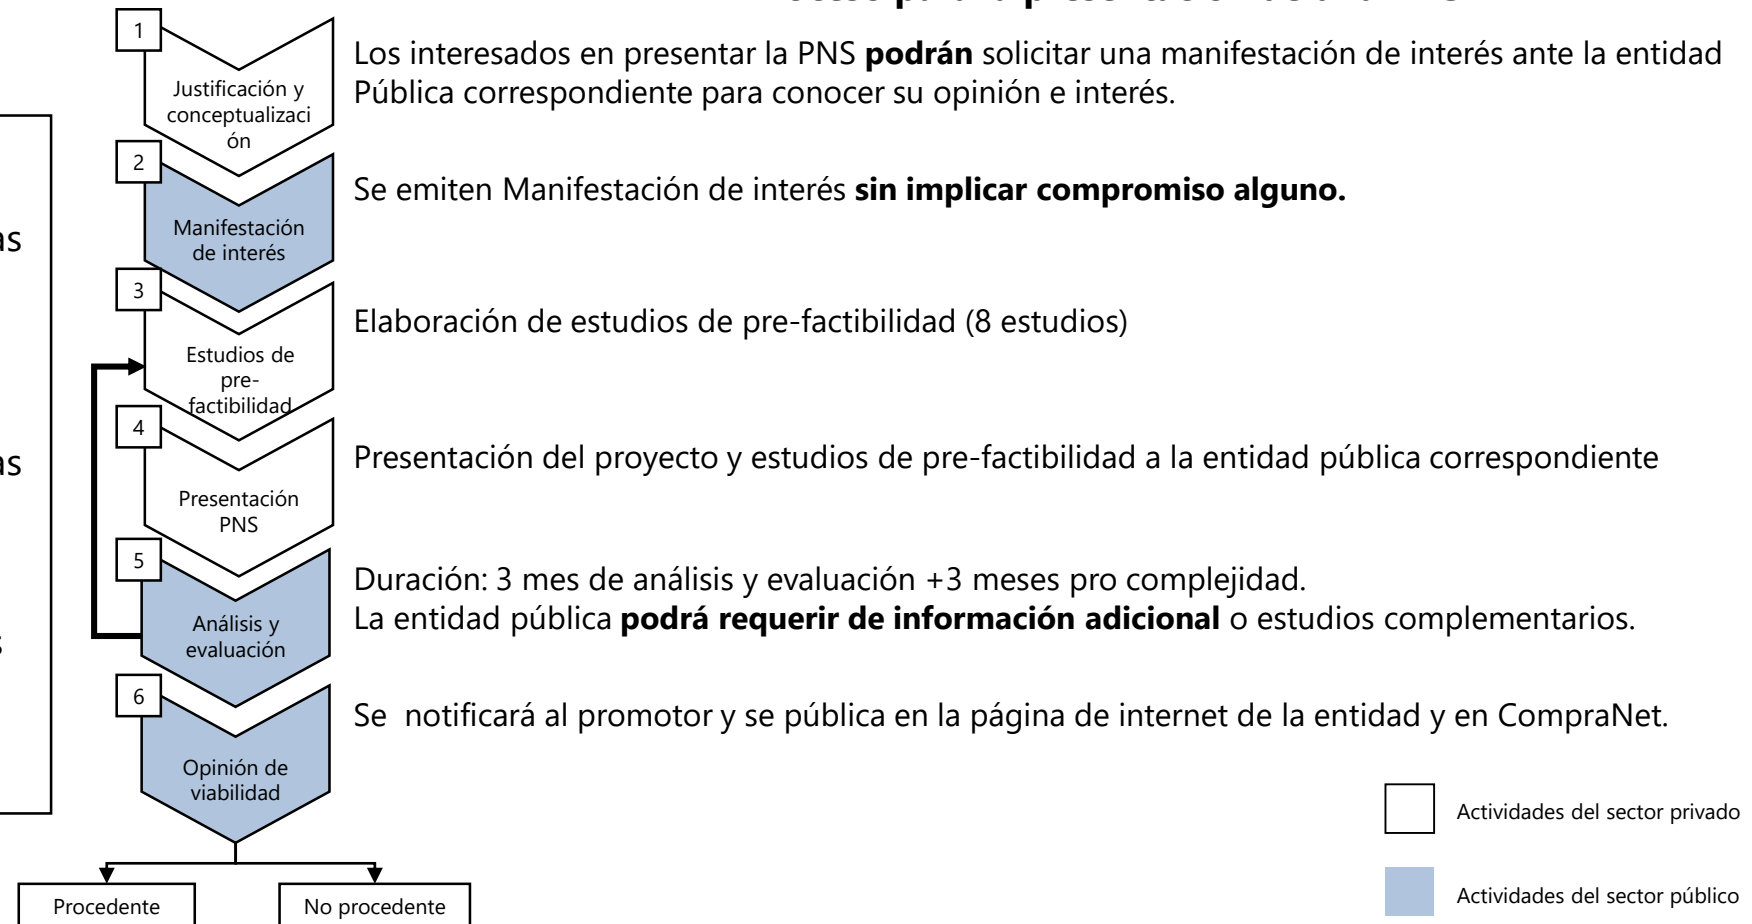 1
Justificación y
conceptualizaci
ón
Los interesados en presentar la PNS podrán solicitar una manifestación de interés ante la entidad
Pública correspondiente para conocer su opinión e interés.
2
Manifestación
de interés
Se emiten Manifestación de interés sin implicar compromiso alguno.
3
Estudios de
pre-
factibilidad
Elaboración de estudios de pre-factibilidad (8 estudios)
4
Presentación
PNS
Presentación del proyecto y estudios de pre-factibilidad a la entidad pública correspondiente
5
Análisis y
evaluación
Duración: 3 mes de análisis y evaluación +3 meses pro complejidad.
La entidad pública podrá requerir de información adicional o estudios complementarios.
6
Opinión de
viabilidad
Se notificará al promotor y se pública en la página de internet de la entidad y en CompraNet.
Procedente
No procedente
Actividades del sector privado
Actividades del sector público